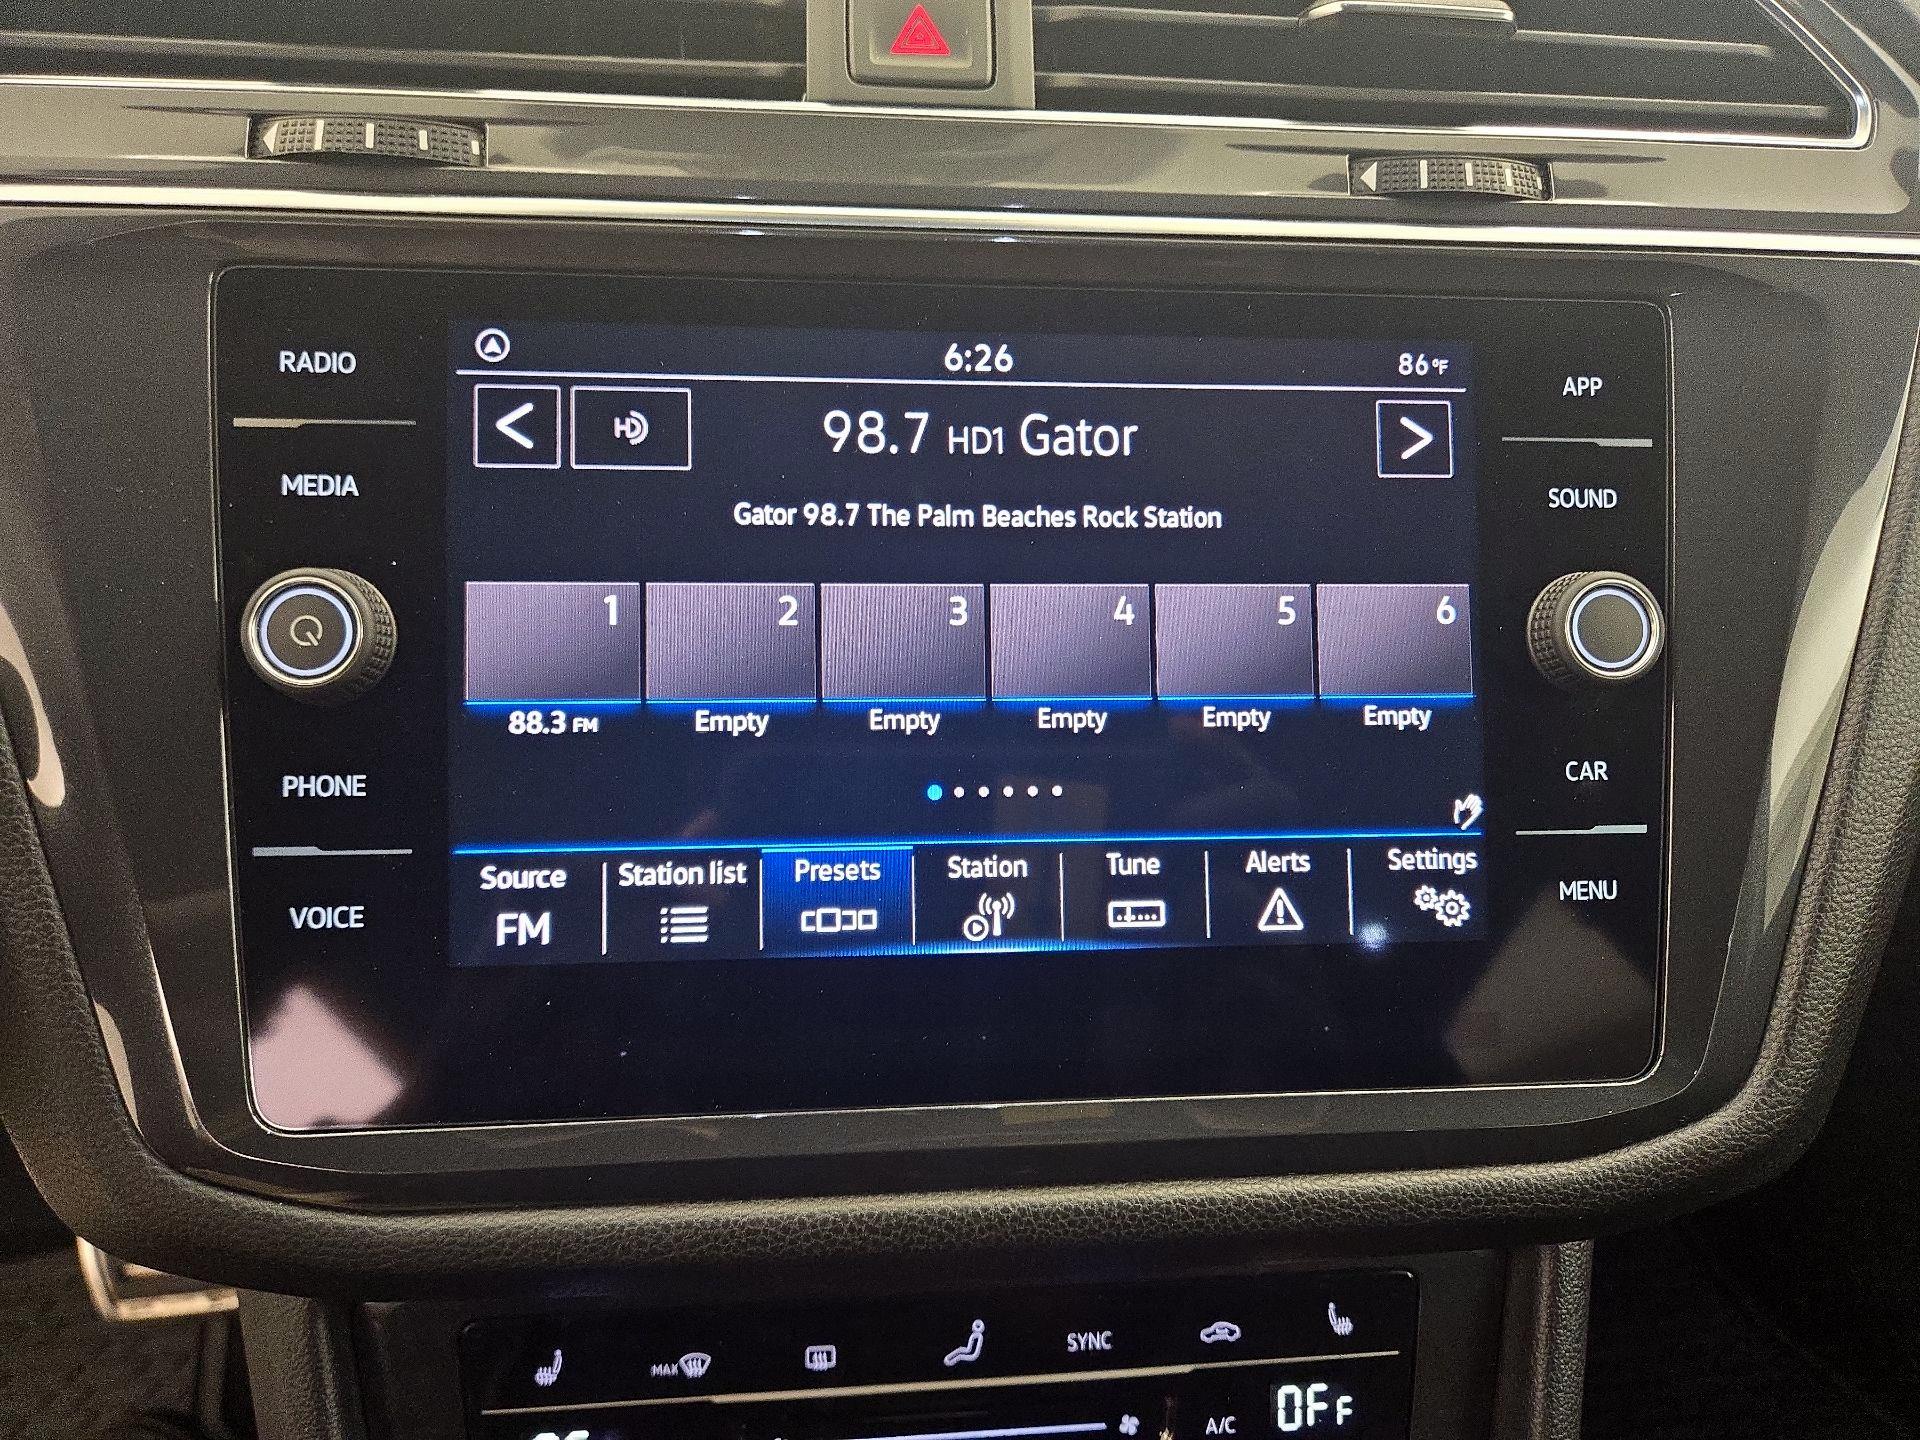 RADIO
MEDIA
PHONE
VOICE
6:26
86°F
HD
98.7 HD1 Gator
Gator 98.7 The Palm Beaches Rock Station
1
2
3
4
5
6
88.3 FM
Empty
Empty
Empty
Empty
Empty
Source
FM
Station list
Presets
Station
Tune
Alerts
Settings
APP
SOUND
CAR
MENU
MAX
SYNC
A/C
OFF